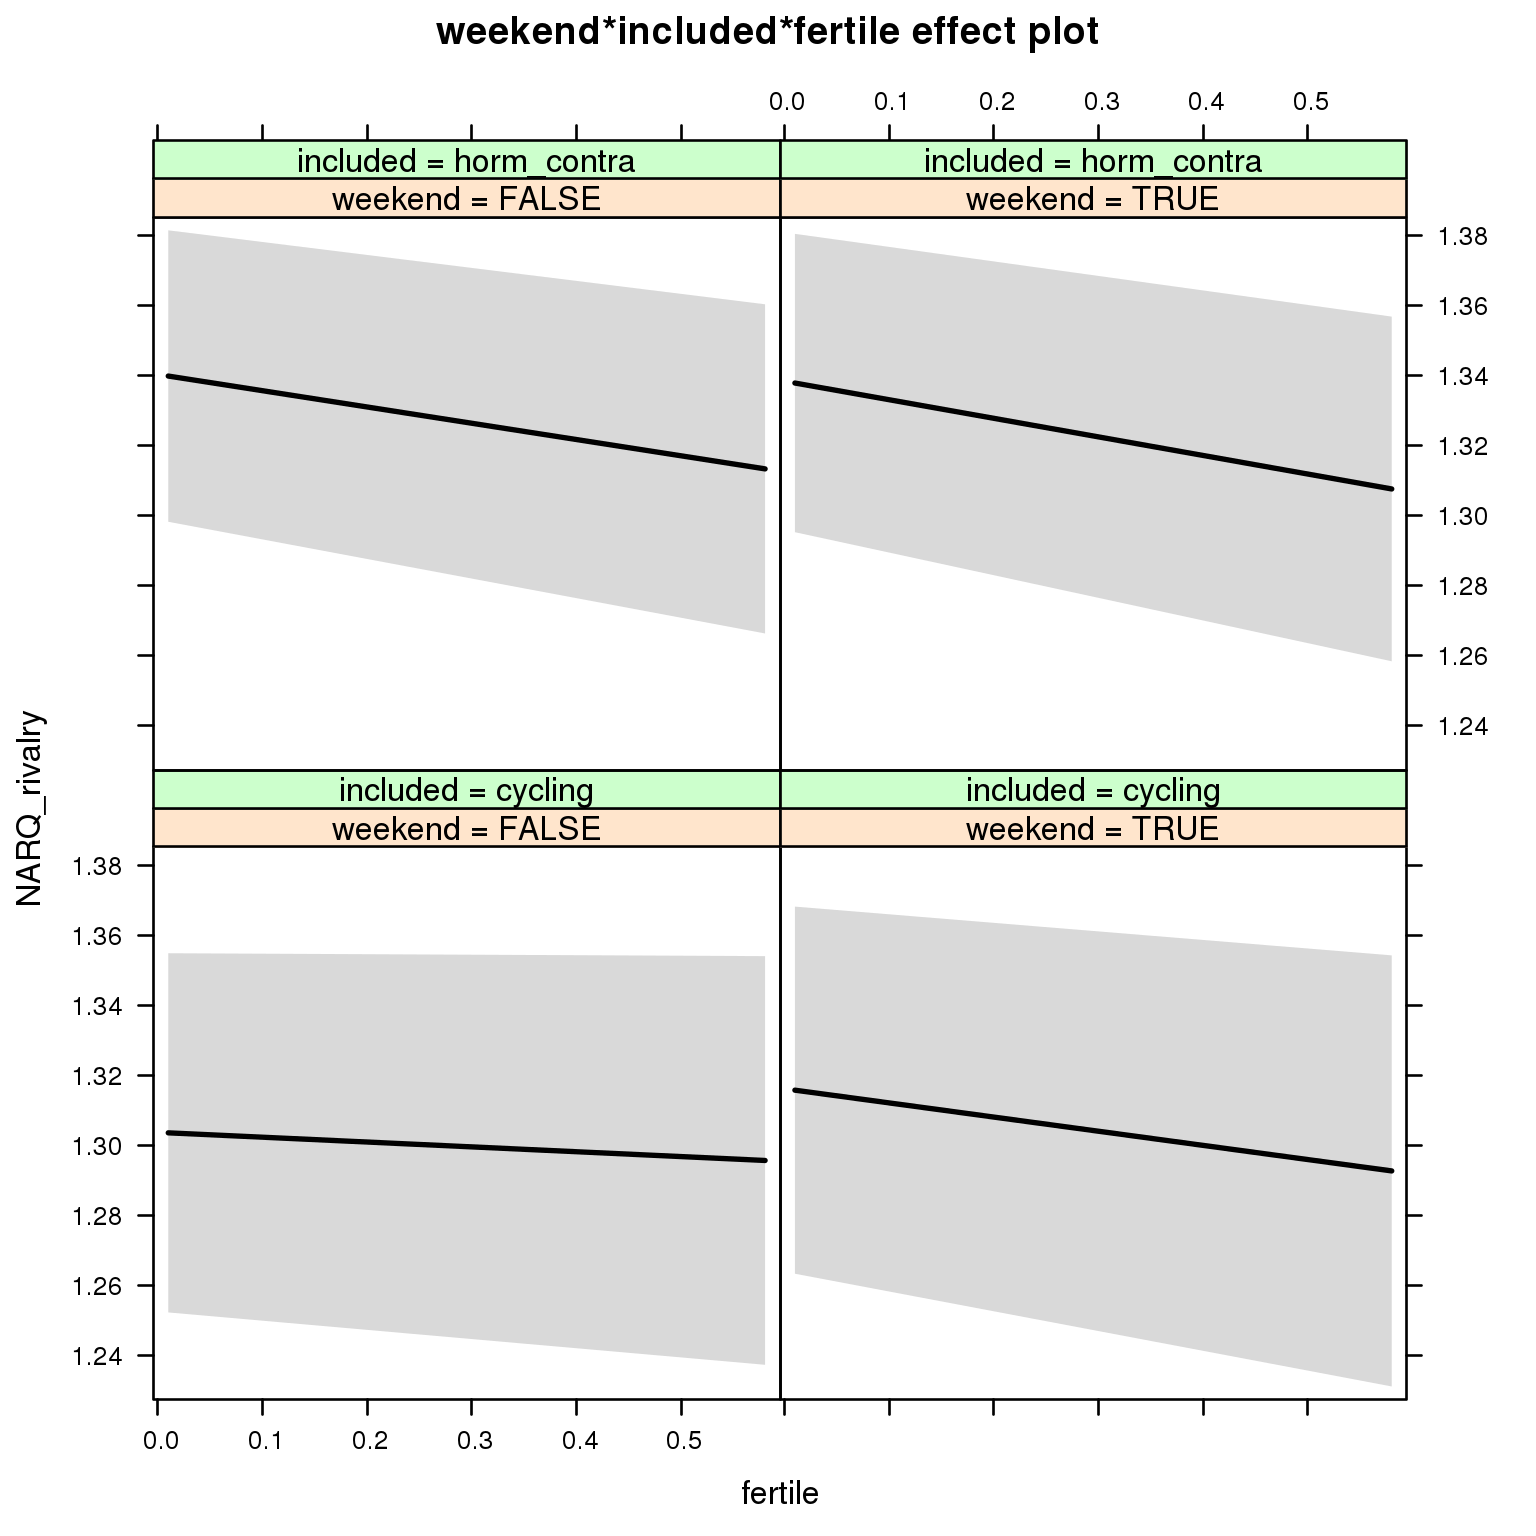 weekend*included*fertile effect plot
0.0 0.1 0.2 0.3 0.4 0.5
included = horm_contra included = horm_contra
weekend = FALSE weekend = TRUE
1.38
1.36
1.34
1.32
1.30
1.28
1.26
1.24
NARQ_rivalry
included = cycling included = cycling
weekend = FALSE weekend = TRUE
1.38
1.36
1.34
1.32
1.30
1.28
1.26
1.24
0.0 0.1 0.2 0.3 0.4 0.5
fertile